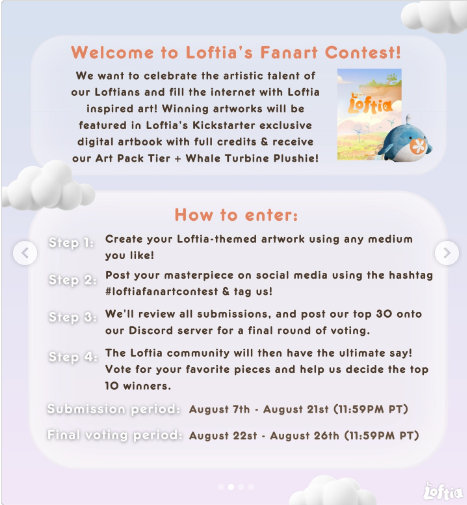 Welcome to Loftia's Fanart Contest!
We want to celebrate the artistic talent of
our Loftians and fill the internet with Loftia
inspired art! Winning artworks will be
featured in Loftia's Kickstarter exclusive
digital artbook with full credits & receive
our Art Pack Tier + Whale Turbine Plushie!
Loftia
How to enter:
Step 1: Create your Loftia-themed artwork using any medium
you like!
Step 2: Post your masterpiece on social media using the hashtag
#loftiafanartcontest & tag us!
Step 3: We'll review all submissions, and post our top 30 onto
our Discord server for a final round of voting.
Step 4: The Loftia community will then have the ultimate say!
Vote for your favorite pieces and help us decide the top
10 winners.
Submission period: August 7th - August 21st (11:59PM PT)
Final voting period: August 22st - August 26th (11:59PM PT)
Loftia